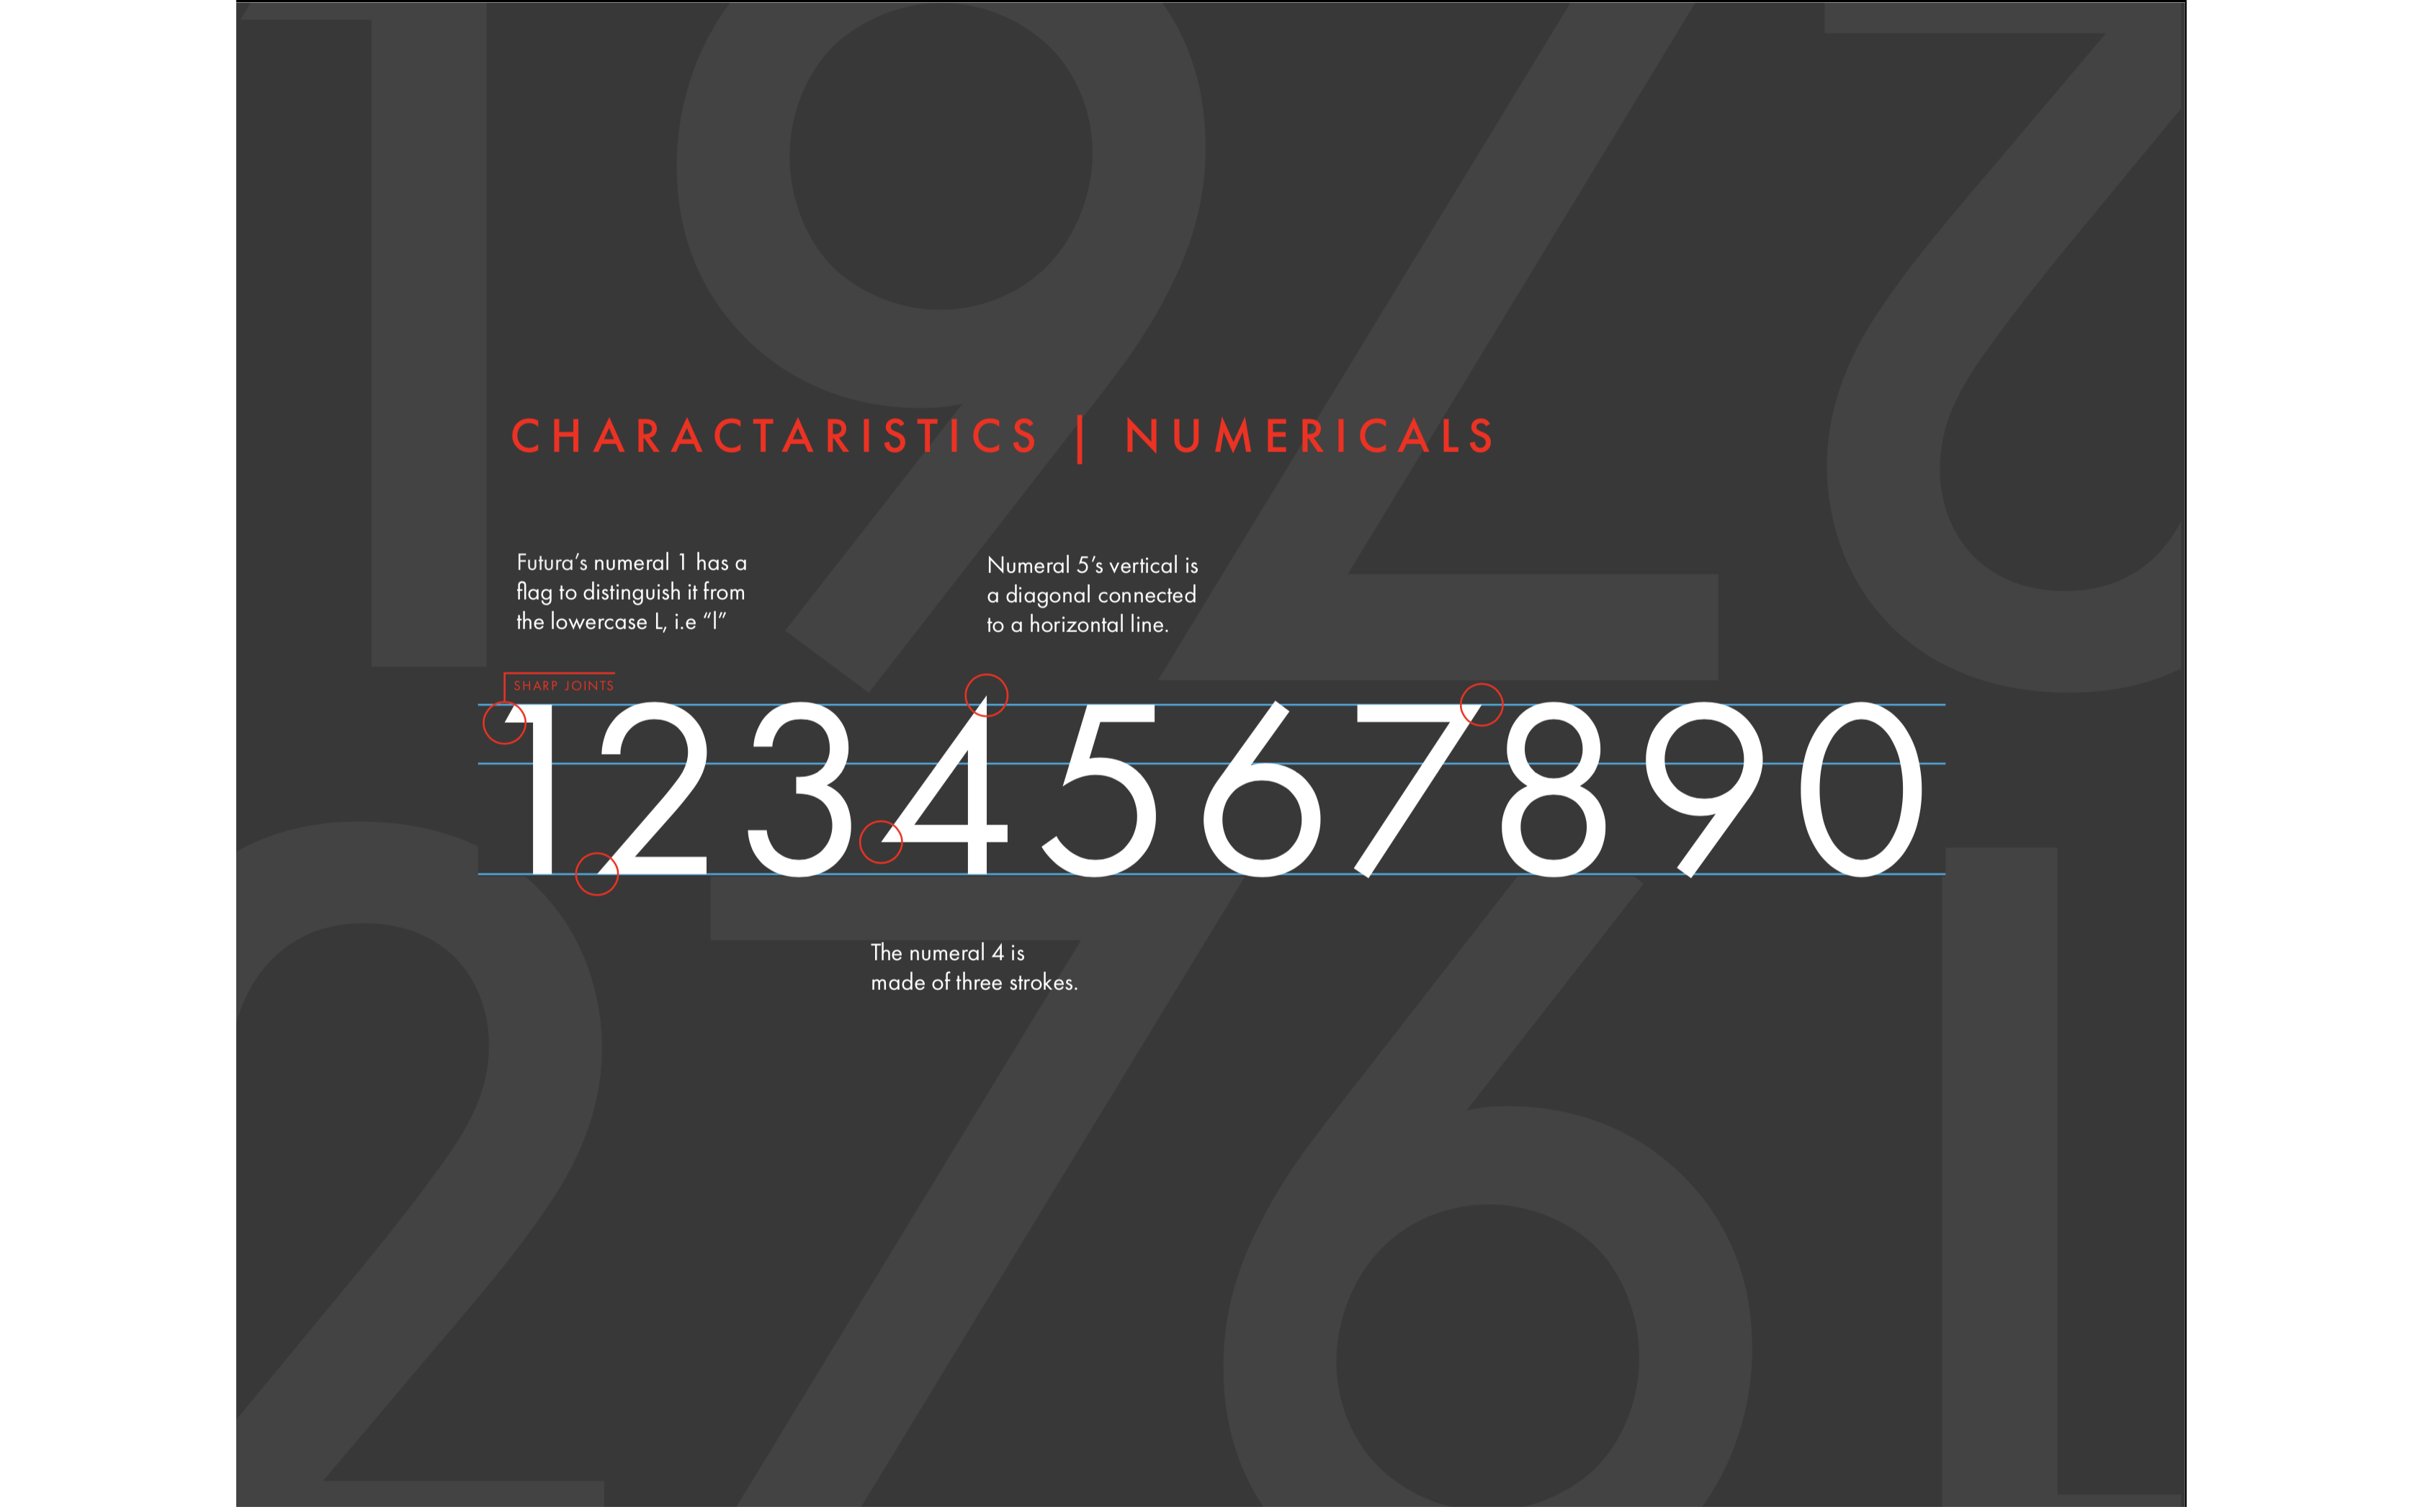 CHARACTARISTICS | NUMERICALS
Futura’s numeral 1 has a
flag to distinguish it from
the lowercase L, i.e “l”
Numeral 5’s vertical is
a diagonal connected
to a horizontal line.
SHARP JOINTS
1234567890
The numeral 4 is
made of three strokes.